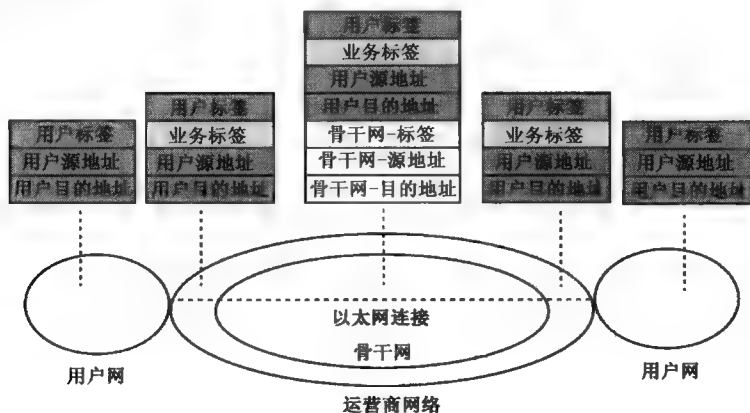 用户标签
用户源地址
用户目的地址
用户标签
业务标签
用户源地址
用户目的地址
用户标签
业务标签
用户源地址
用户目的地址
骨干网-标签
骨干网-源地址
骨干网-目的地址
用户标签
业务标签
用户源地址
用户目的地址
用户标签
用户源地址
用户目的地址
以太网连接
骨干网
用户网
用户网
运营商网络